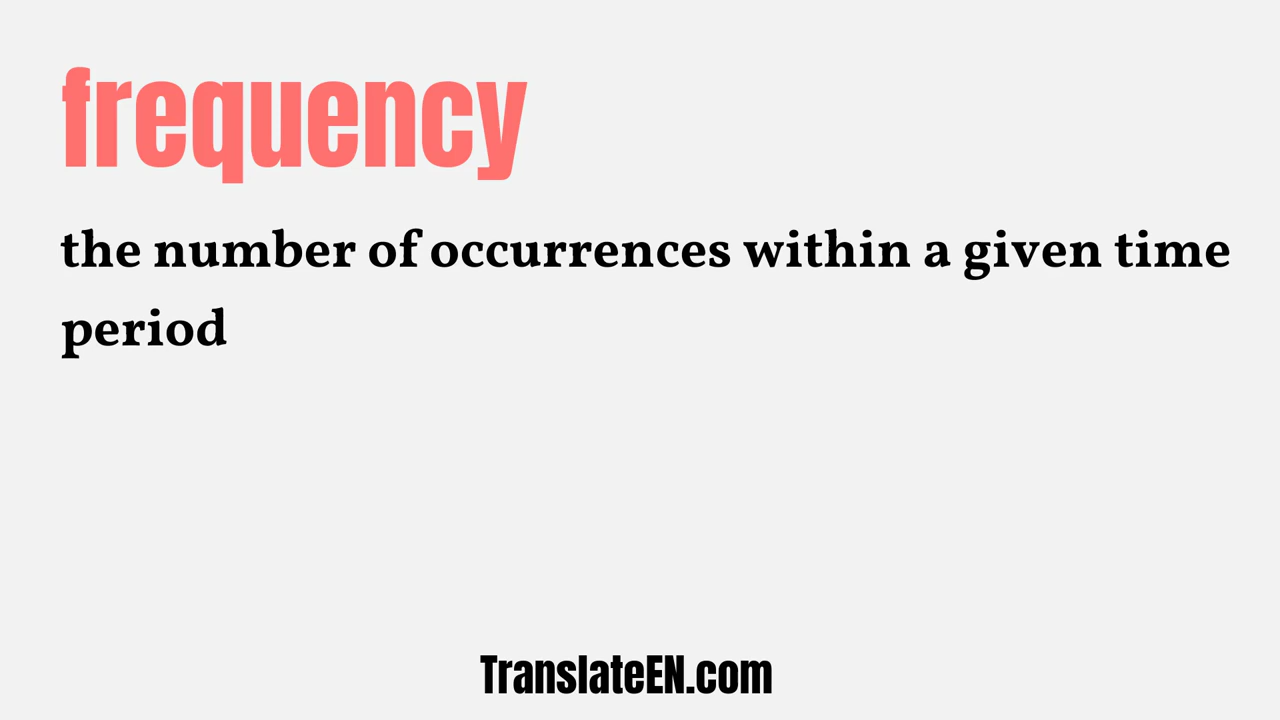 frequency
the number of occurrences within a given time
period
TranslateEN.com